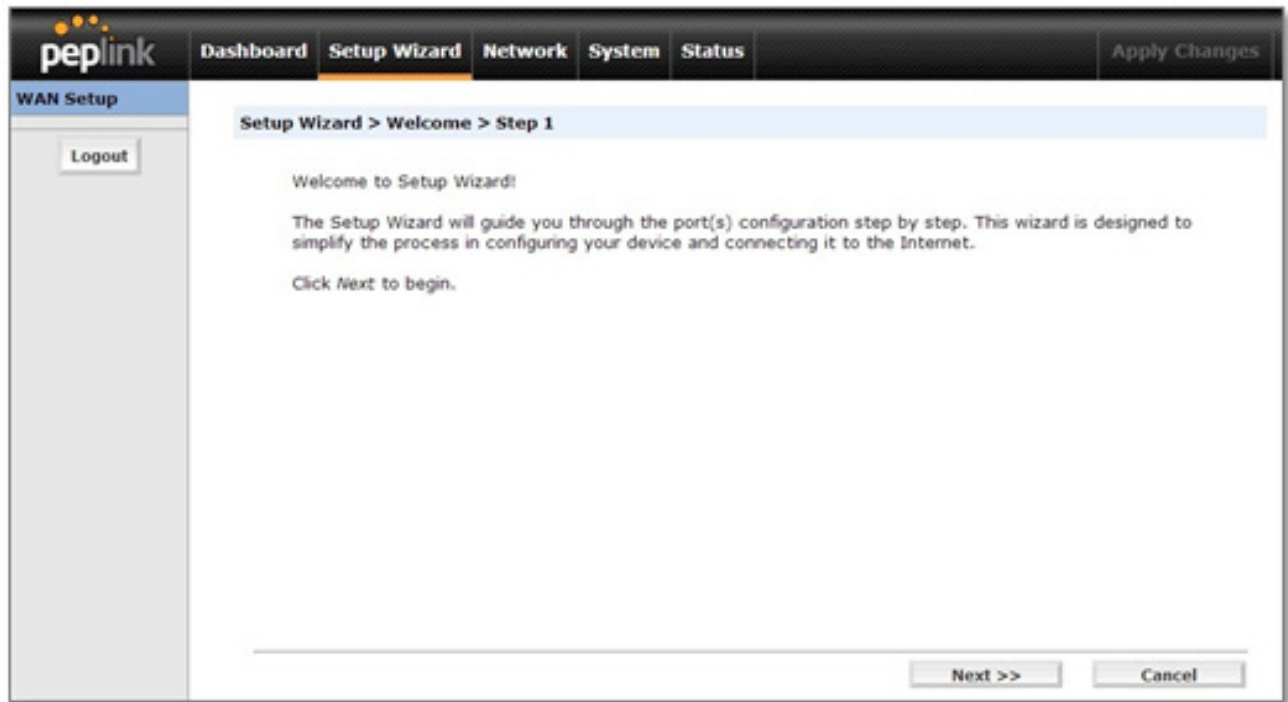 peplink
Dashboard Setup Wizard Network System Status Apply Changes
WAN Setup
Logout
Setup Wizard > Welcome > Step 1
Welcome to Setup Wizard!
The Setup Wizard will guide you through the port(s) configuration step by step. This wizard is designed to
simplify the process in configuring your device and connecting it to the Internet.
Click Next to begin.
Next >> Cancel